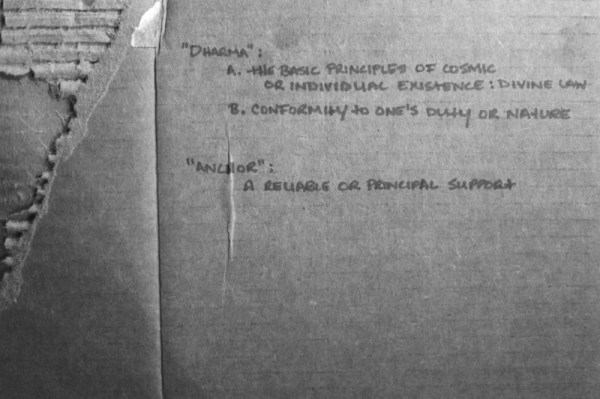 "DHARMA":
A. THE BASIC PRINCIPLES OF COSMIC
OR INDIVIDUAL EXISTENCE: DIVINE LAW
B. CONFORMITY TO ONE'S DUTY OR NATURE
"ANCHOR":
A RELIABLE OR PRINCIPAL SUPPORT